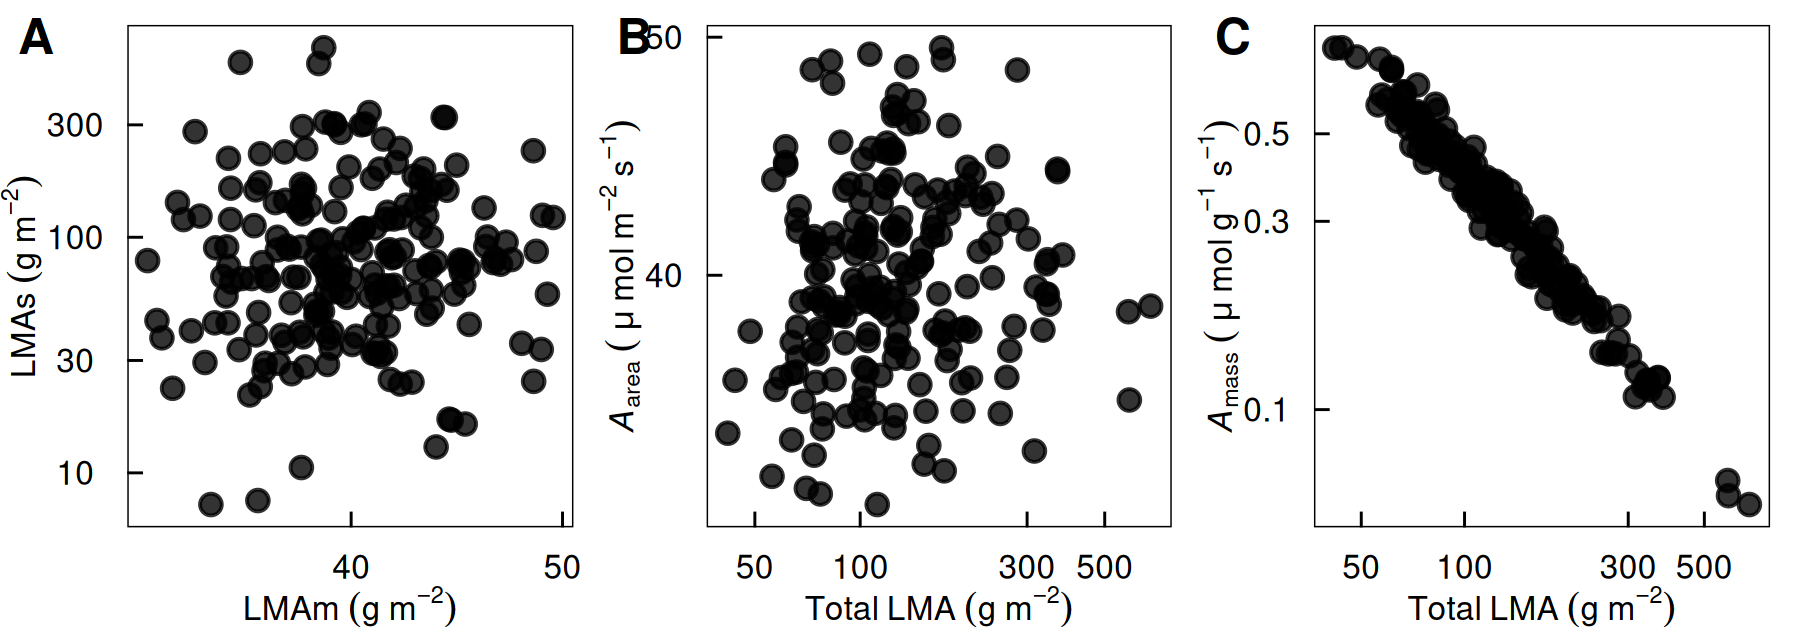 A
300
100
30
10
LMAs (g m⁻²)
40
50
LMAm (g m⁻²)
B
50
40
Aarea ( μ mol m⁻² s⁻¹)
50
100
300
500
Total LMA (g m⁻²)
C
0.5
0.3
0.1
Amass ( μ mol g⁻¹ s⁻¹)
50
100
300
500
Total LMA (g m⁻²)